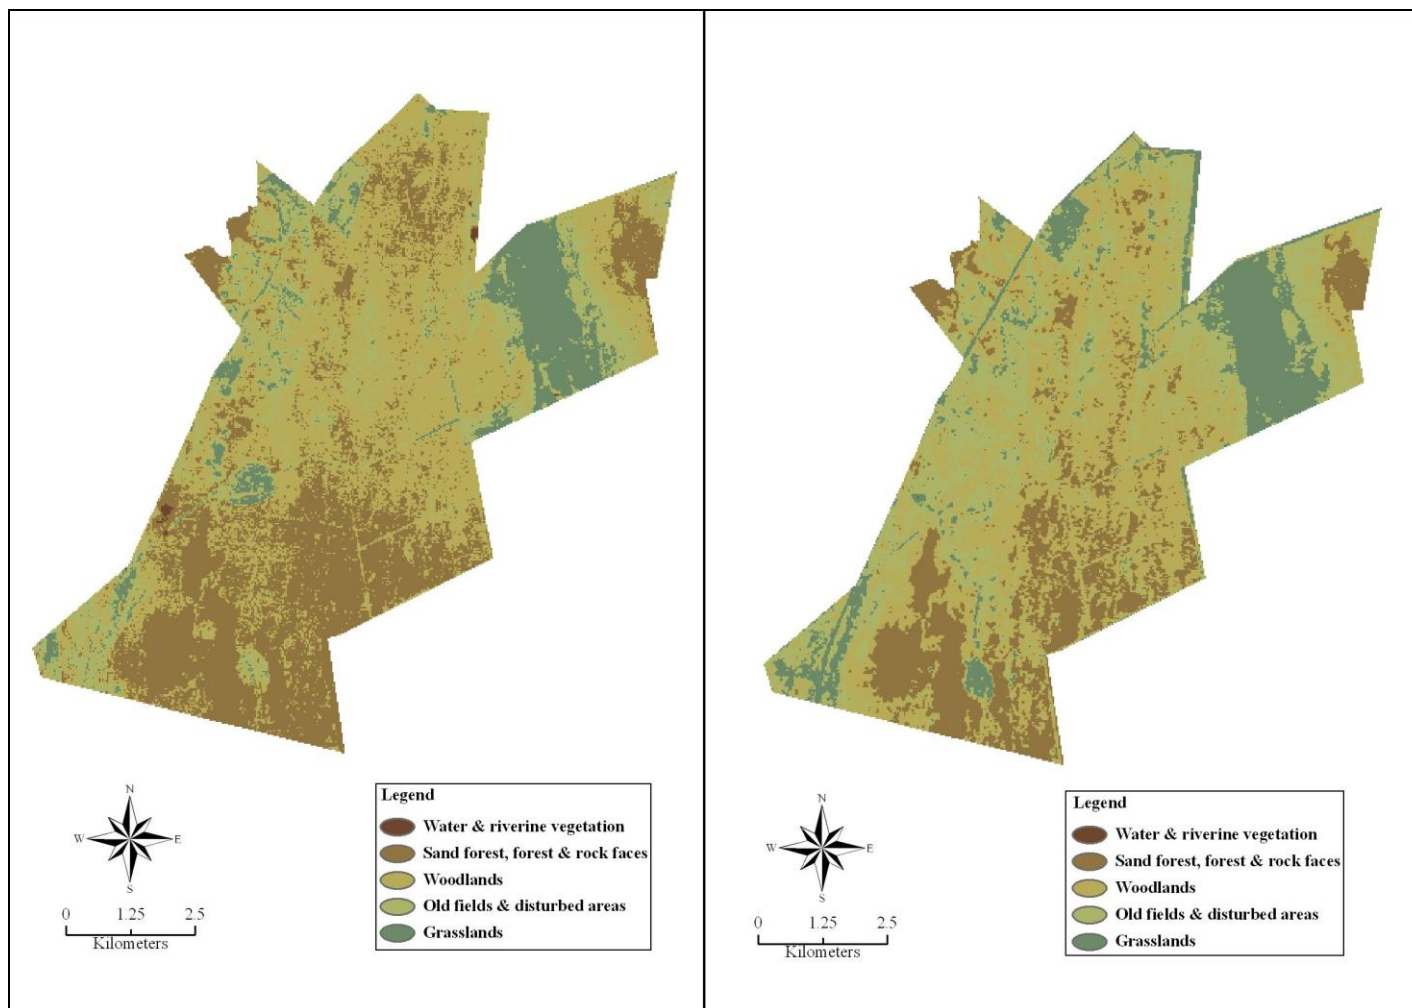 N
W E
S
0 1.25 2.5
Kilometers
Legend
Water & riverine vegetation
Sand forest, forest & rock faces
Woodlands
Old fields & disturbed areas
Grasslands
N
W E
S
0 1.25 2.5
Kilometers
Legend
Water & riverine vegetation
Sand forest, forest & rock faces
Woodlands
Old fields & disturbed areas
Grasslands